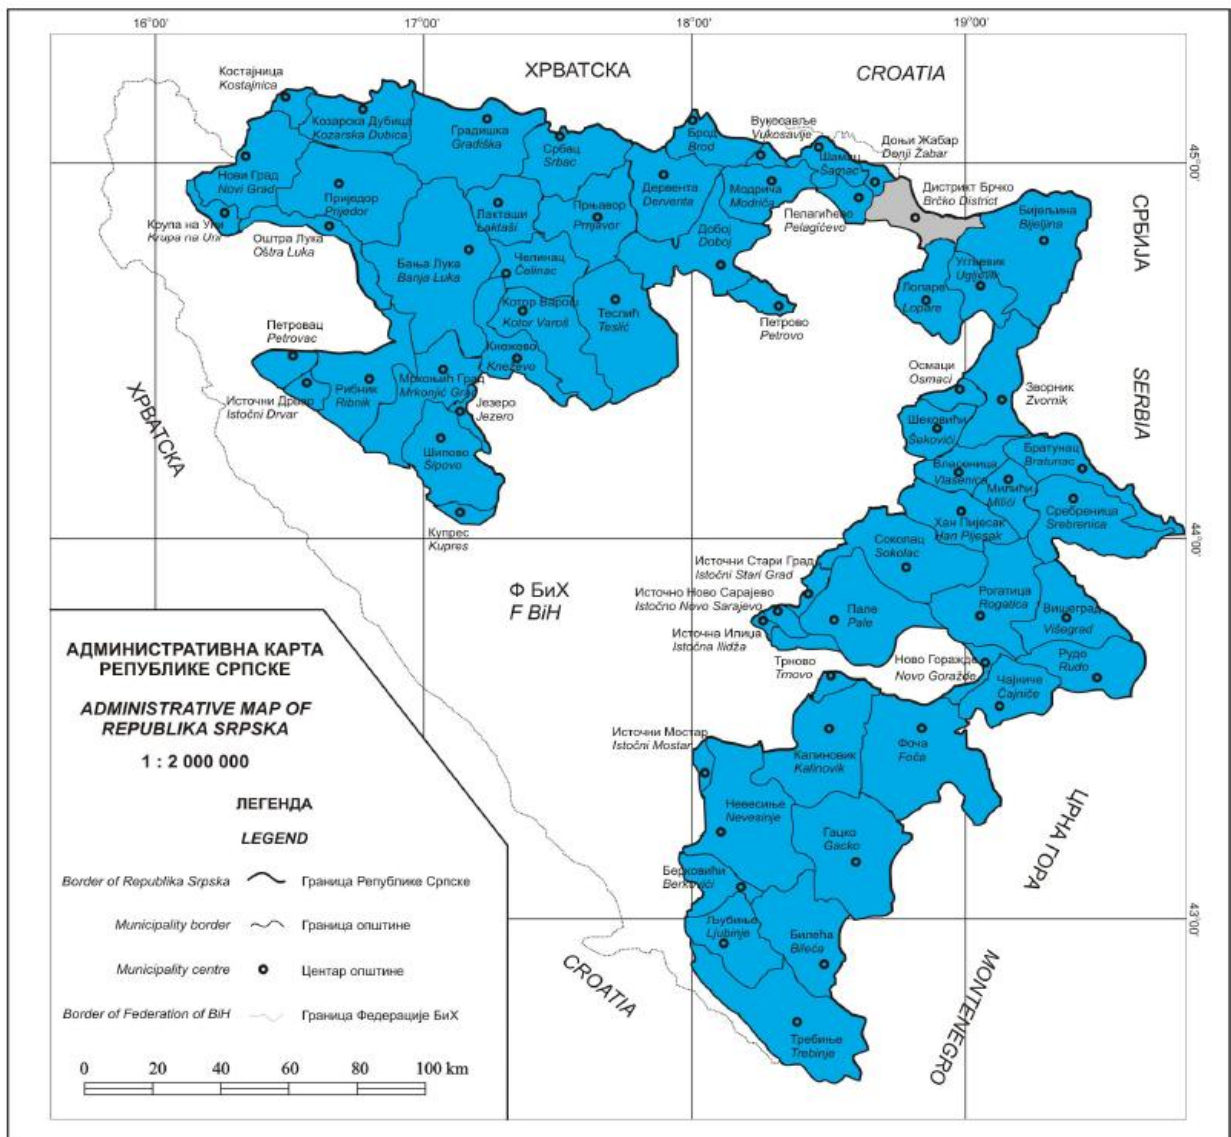 16°00'
17°00'
18°00'
19°00'
ХРВАТСКА
CROATIA
Костајница
Kostajnica
Козарска Дубица
Kozarska Dubica
Градишка
Gradiška
Србац
Srbac
Брод
Brod
Вукосавље
Vukosavlje
Шамац
Šamac
Доњи Жабар
Donji Žabar
45°00'
Нови Град
Novi Grad
Приједор
Prijedor
Лакташи
Laktaši
Прњавор
Prnjavor
Дервента
Derventa
Модрича
Modriča
Пелагићево
Pelagićevo
Дистрикт Брчко
Brčko District
Бијељина
Bijeljina
СРБИЈА
Крупа на Уни
Krupa na Uni
Оштра Лука
Oštra Luka
Бања Лука
Banja Luka
Челинац
Čelinac
Добој
Doboj
Угљевик
Ugljevik
Лопаре
Lopare
Котор Варош
Kotor Varoš
Теслић
Teslić
Петрово
Petrovo
Петровац
Petrovac
Кнежево
Kneževo
Источни Дрвар
Istočni Drvar
Рибник
Ribnik
Мркоњић Град
Mrkonjić Grad
Језеро
Jezero
Шипово
Šipovo
Купрес
Kupres
ХРВАТСКА
Осмаци
Osmaci
Зворник
Zvornik
SERBIA
Шековићи
Šekovići
Братунац
Bratunac
Власеница
Vlasenica
Милићи
Milići
Сребреница
Srebrenica
Хан Пијесак
Han Pijesak
44°00'
Соколац
Sokolac
Источни Стари Град
Istočni Stari Grad
Источно Ново Сарајево
Istočno Novo Sarajevo
Источна Илиџа
Istočna Ilidža
Пале
Pale
Рогатица
Rogatica
Вишеград
Višegrad
Ф БиХ
F BiH
Трново
Trnovo
Ново Горажде
Novo Goražde
Рудо
Rudo
Чајниче
Čajniče
Источни Мостар
Istočni Mostar
Калиновик
Kalinovik
Фоча
Foča
Невесиње
Nevesinje
Гацко
Gacko
ЦРНА ГОРА
Берковићи
Berkovići
43°00'
Љубиње
Ljubinje
Билећа
Bileća
CROATIA
MONTENEGRO
Требиње
Trebinje
АДМИНИСТРАТИВНА КАРТА
РЕПУБЛИКЕ СРПСКЕ
ADMINISTRATIVE MAP OF
REPUBLIKA SRPSKA
1 : 2 000 000
ЛЕГЕНДА
LEGEND
Border of Republika Srpska Граница Републике Српске
Municipality border Граница општине
Municipality centre Центар општине
Border of Federation of BiH Граница Федерације БиХ
0 20 40 60 80 100 km